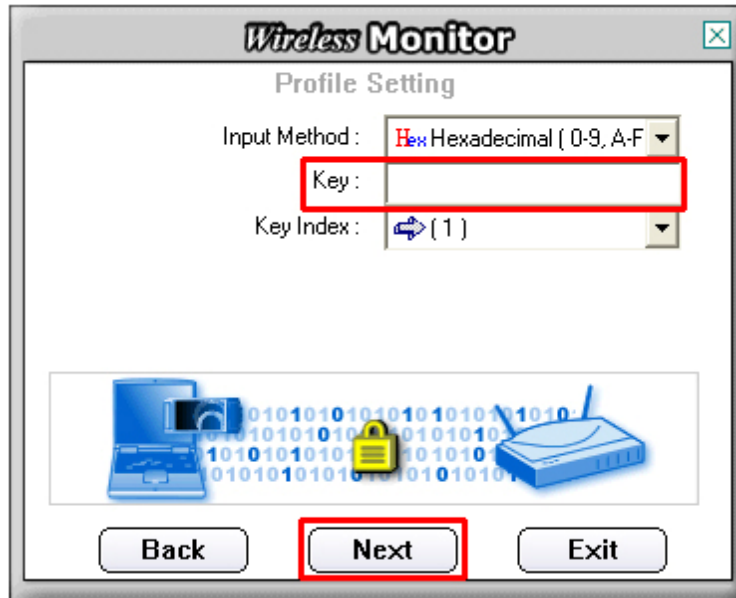 Wireless Monitor
Profile Setting
Input Method : Hex Hexadecimal ( 0-9, A-F
Key :
Key Index : ( 1 )
Back Next Exit